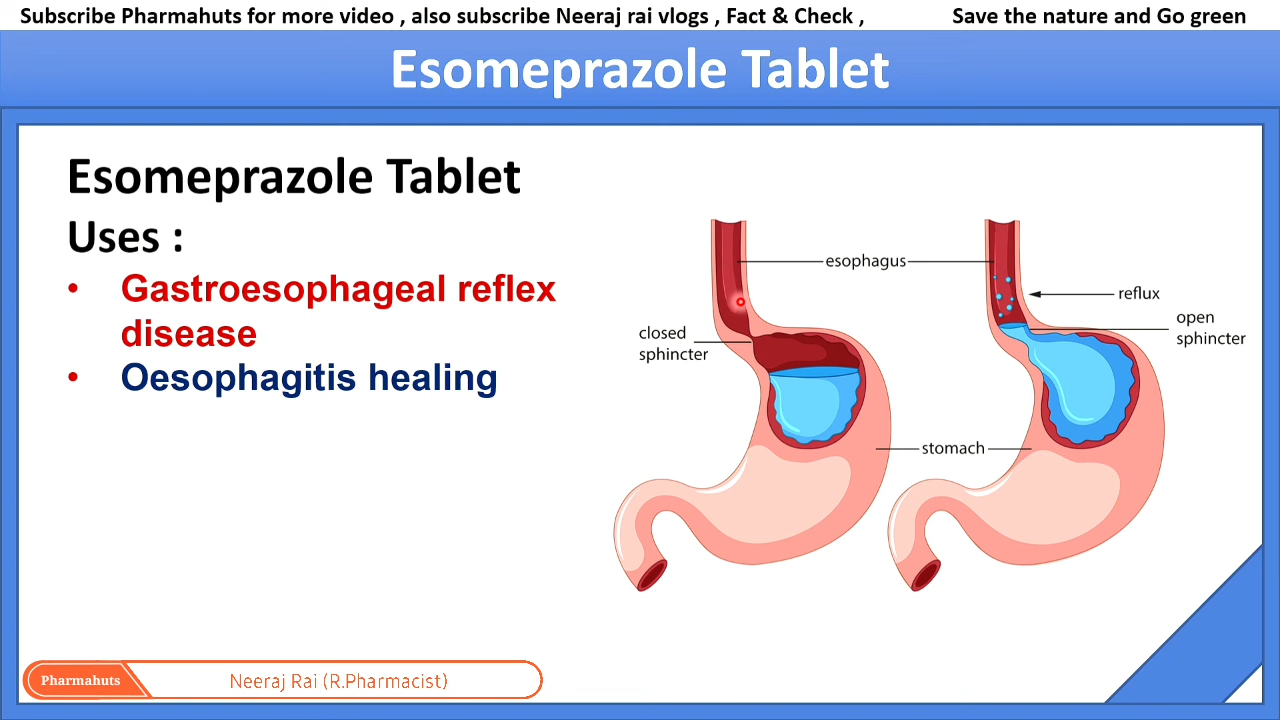 Subscribe Pharmahuts for more video , also subscribe Neeraj rai vlogs , Fact & Check , Save the nature and Go green
Esomeprazole Tablet
Esomeprazole Tablet
Uses :
• Gastroesophageal reflex
disease
• Oesophagitis healing
esophagus
reflux
closed
sphincter
open
sphincter
stomach
Pharmahuts
Neeraj Rai (R.Pharmacist)